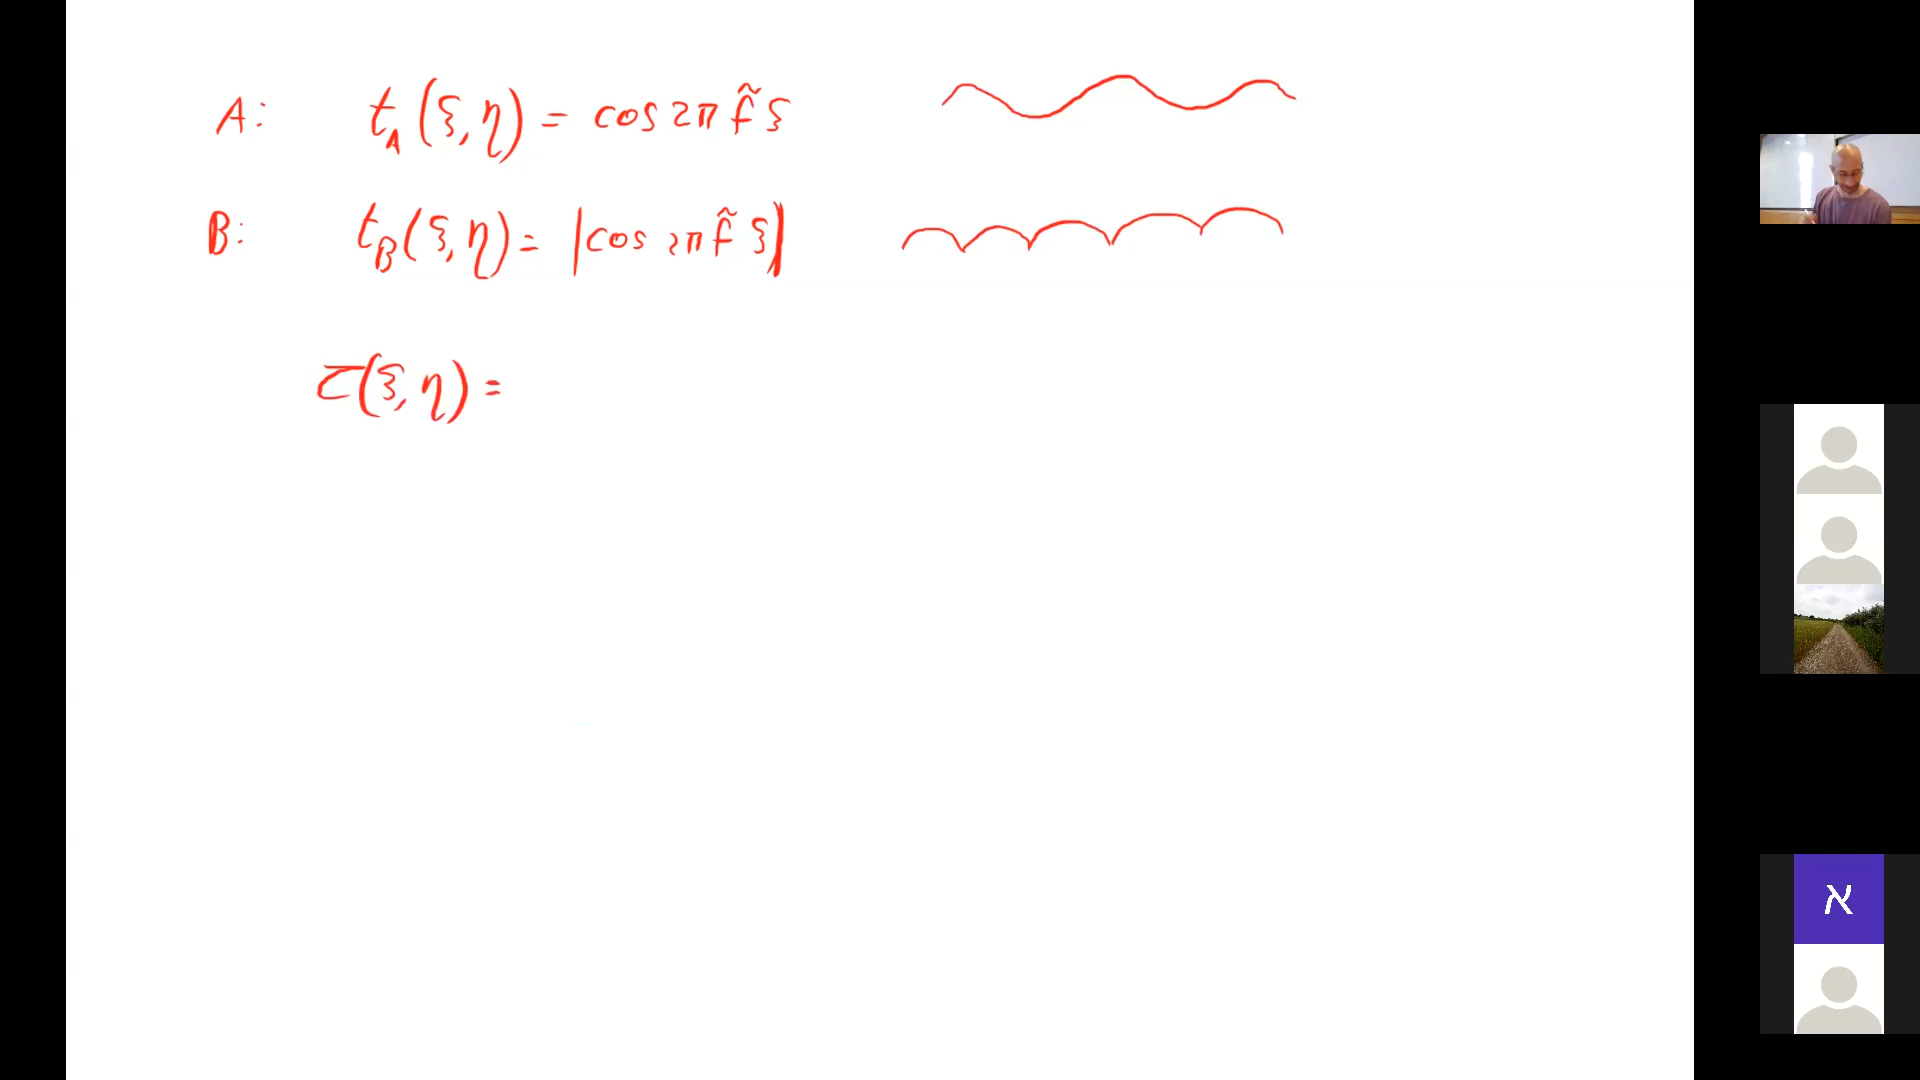 A: t_A(ξ,η) = cos 2π f̃ ξ
B: t_B(ξ,η) = |cos 2π f̃ ξ|
τ(ξ,η) =
א